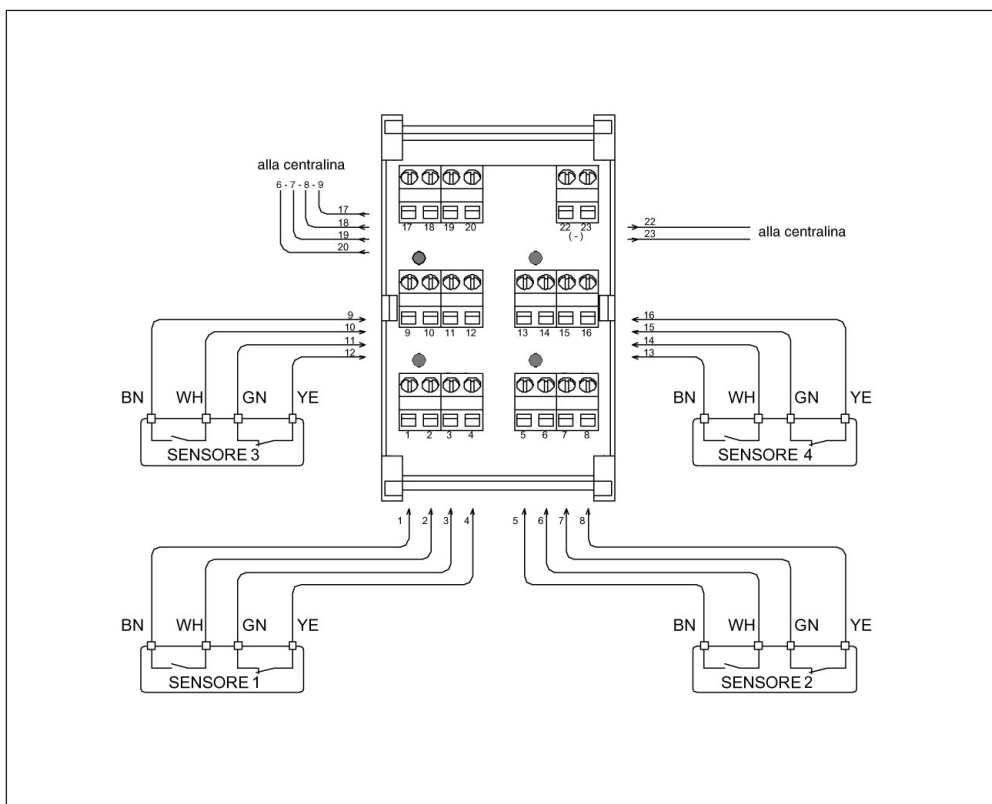 alla centralina
6 - 7 - 8 - 9
17
18
19
20
17 18 19 20
22 23
( - )
22
23
alla centralina
9 10 11 12
13 14 15 16
9
10
11
12
16
15
14
13
BN WH GN YE
SENSORE 3
BN WH GN YE
SENSORE 4
1 2 3 4
5 6 7 8
1 2 3 4
5 6 7 8
BN WH GN YE
SENSORE 1
BN WH GN YE
SENSORE 2